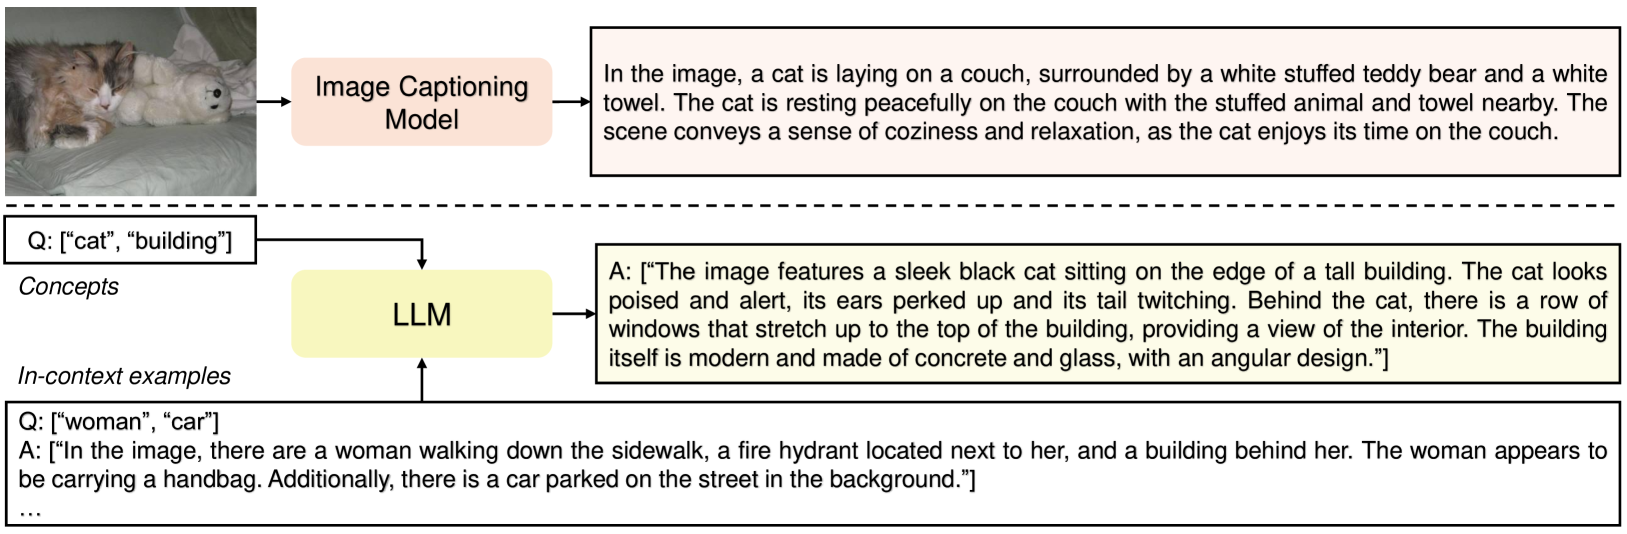 Image Captioning
Model
In the image, a cat is laying on a couch, surrounded by a white stuffed teddy bear and a white
towel. The cat is resting peacefully on the couch with the stuffed animal and towel nearby. The
scene conveys a sense of coziness and relaxation, as the cat enjoys its time on the couch.
Q: [“cat”, “building”]
Concepts
LLM
A: [“The image features a sleek black cat sitting on the edge of a tall building. The cat looks
poised and alert, its ears perked up and its tail twitching. Behind the cat, there is a row of
windows that stretch up to the top of the building, providing a view of the interior. The building
itself is modern and made of concrete and glass, with an angular design.”]
In-context examples
Q: [“woman”, “car”]
A: [“In the image, there are a woman walking down the sidewalk, a fire hydrant located next to her, and a building behind her. The woman appears to
be carrying a handbag. Additionally, there is a car parked on the street in the background.”]
…